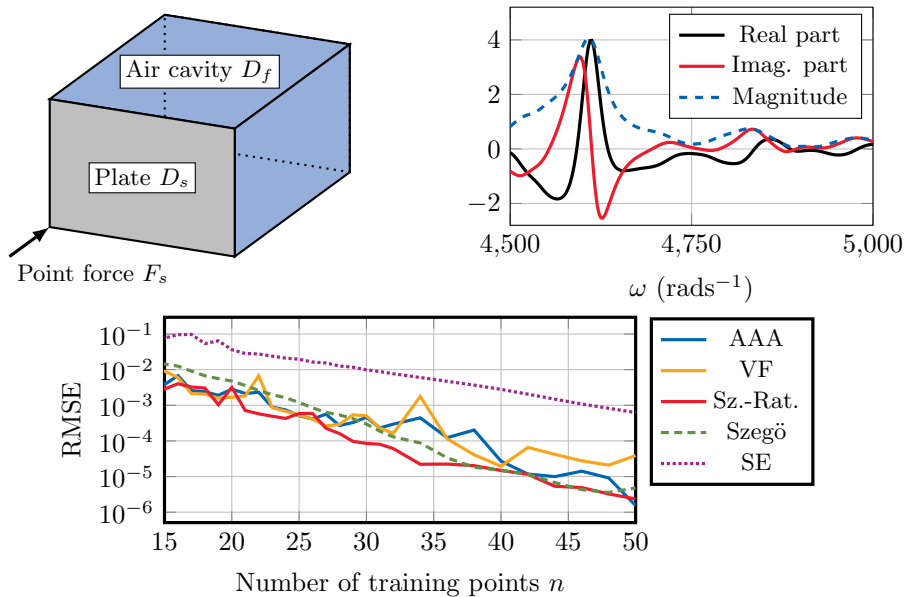 Air cavity D_f
Plate D_s
Point force F_s
4
2
0
−2
4,500
4,750
5,000
ω (rads⁻¹)
Real part
Imag. part
Magnitude
10⁻¹
10⁻²
10⁻³
10⁻⁴
10⁻⁵
10⁻⁶
RMSE
15
20
25
30
35
40
45
50
Number of training points n
AAA
VF
Sz.-Rat.
Szegö
SE